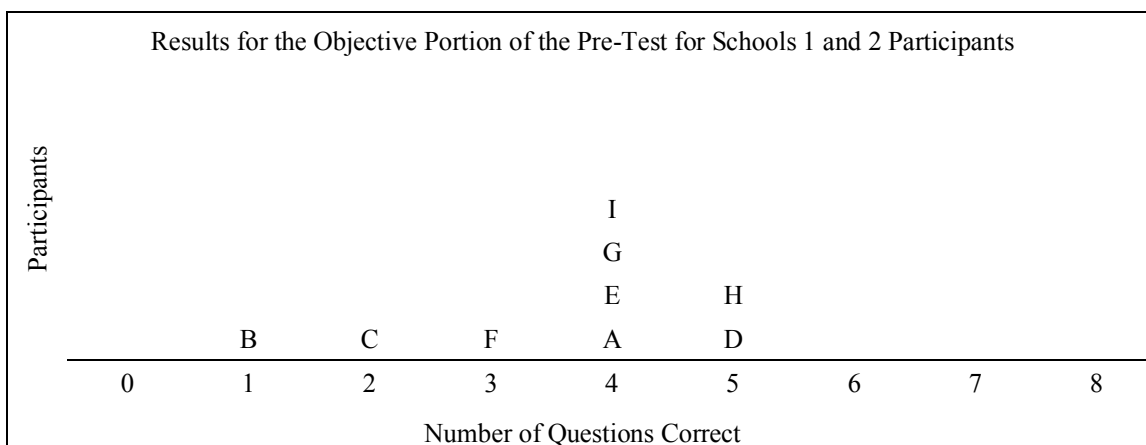 Results for the Objective Portion of the Pre-Test for Schools 1 and 2 Participants
Participants
I
G
E H
B C F A D
0 1 2 3 4 5 6 7 8
Number of Questions Correct